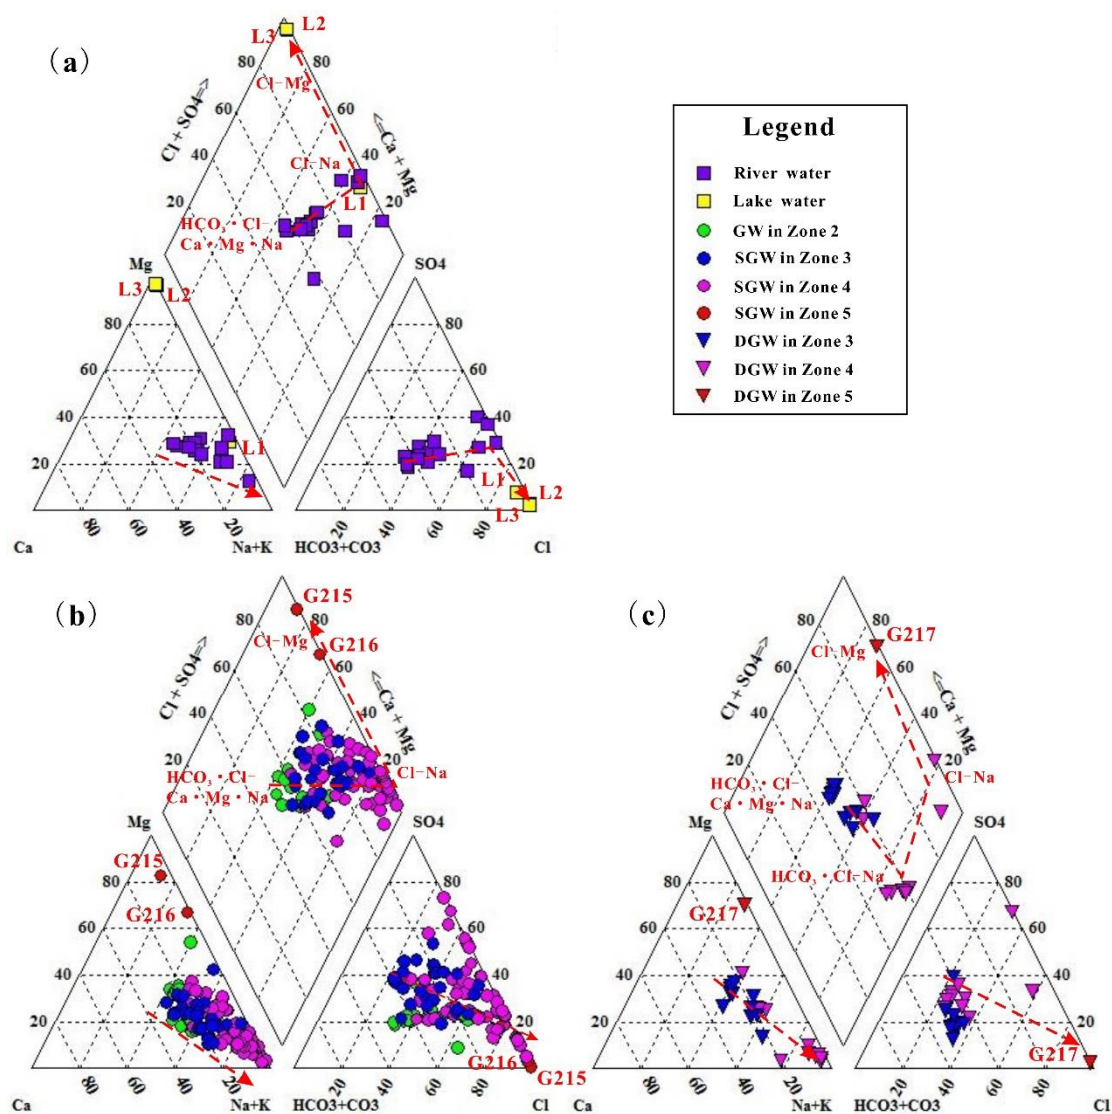 (a)
L3
L2
80
80
Cl-Mg
60
60
Cl + SO4=>
<=Ca + Mg
40
40
Cl-Na
20
20
L1
HCO₃·Cl-
Ca·Mg·Na
Mg
SO4
L3
L2
80
80
60
60
40
40
L1
20
20
L1
L2
L3
80
60
40
20
20
40
60
80
Ca
Na+K
HCO3+CO3
Cl
Legend
River water
Lake water
GW in Zone 2
SGW in Zone 3
SGW in Zone 4
SGW in Zone 5
DGW in Zone 3
DGW in Zone 4
DGW in Zone 5
(b)
G215
80
80
Cl-Mg
G216
60
60
Cl + SO4=>
<=Ca + Mg
40
40
20
20
HCO₃·Cl-
Ca·Mg·Na
Cl-Na
Mg
SO4
G215
80
80
G216
60
60
40
40
20
20
G216
G215
80
60
40
20
20
40
60
80
Ca
Na+K
HCO3+CO3
Cl
(c)
80
80
G217
Cl-Mg
60
60
Cl + SO4=>
<=Ca + Mg
40
40
20
20
HCO₃·Cl-
Ca·Mg·Na
Cl-Na
Mg
SO4
HCO₃·Cl-Na
80
80
G217
60
60
40
40
20
20
G217
80
60
40
20
20
40
60
80
Ca
Na+K
HCO3+CO3
Cl